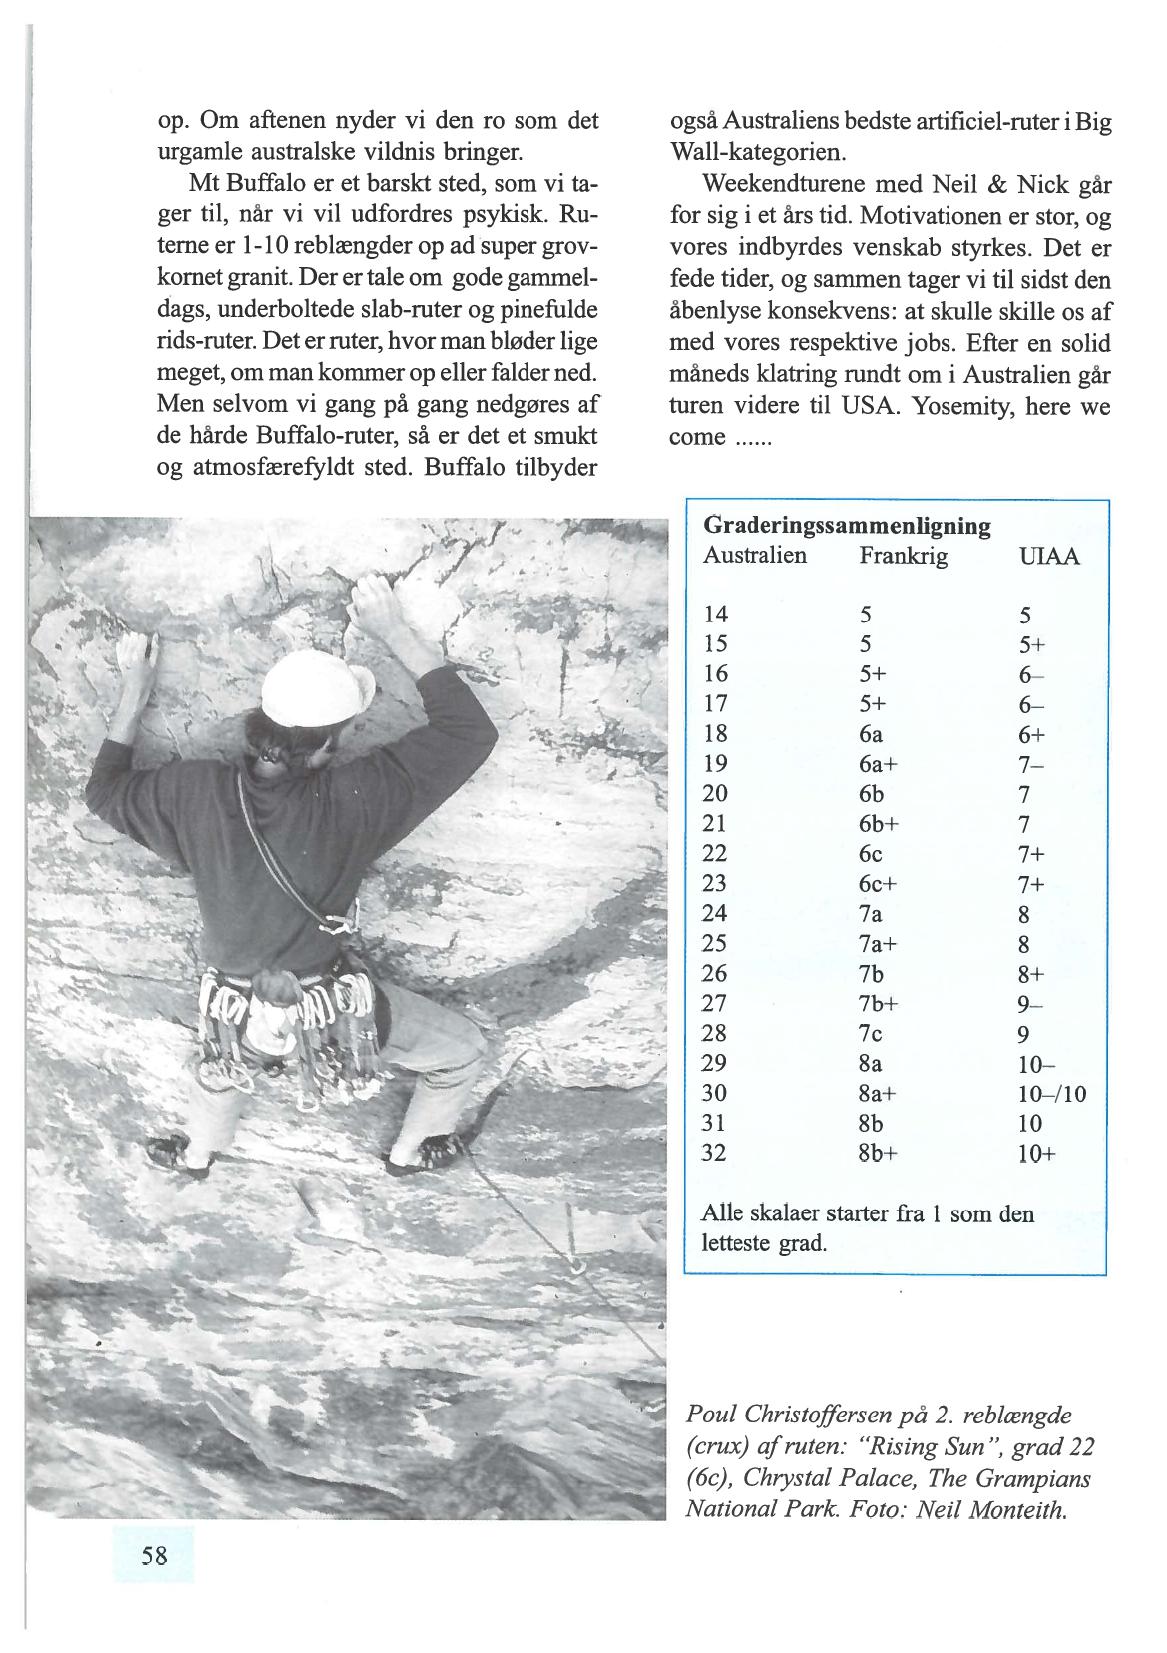 op. Om aftenen nyder vi den ro som det
urgamle australske vildnis bringer.
Mt Buffalo er et barskt sted, som vi ta-
ger til, når vi vil udfordres psykisk. Ru-
terne er 1-10 reblængder op ad super grov-
kornet granit. Der er tale om gode gammel-
dags, underboltede slab-ruter og pinefulde
rids-ruter. Det er ruter, hvor man bløder lige
meget, om man kommer op eller falder ned.
Men selvom vi gang på gang nedgøres af
de hårde Buffalo-ruter, så er det et smukt
og atmosfærefyldt sted. Buffalo tilbyder
også Australiens bedste artificiel-ruter i Big
Wall-kategorien.
Weekendturene med Neil & Nick går
for sig i et års tid. Motivationen er stor, og
vores indbyrdes venskab styrkes. Det er
fede tider, og sammen tager vi til sidst den
åbenlyse konsekvens: at skulle skille os af
med vores respektive jobs. Efter en solid
måneds klatring rundt om i Australien går
turen videre til USA. Yosemity, here we
come ......
Graderingssammenligning
Australien Frankrig UIAA
14 5 5
15 5 5+
16 5+ 6–
17 5+ 6–
18 6a 6+
19 6a+ 7–
20 6b 7
21 6b+ 7
22 6c 7+
23 6c+ 7+
24 7a 8
25 7a+ 8
26 7b 8+
27 7b+ 9–
28 7c 9
29 8a 10–
30 8a+ 10–/10
31 8b 10
32 8b+ 10+
Alle skalaer starter fra 1 som den
letteste grad.
Poul Christoffersen på 2. reblængde
(crux) af ruten: “Rising Sun”, grad 22
(6c), Chrystal Palace, The Grampians
National Park. Foto: Neil Monteith.
58